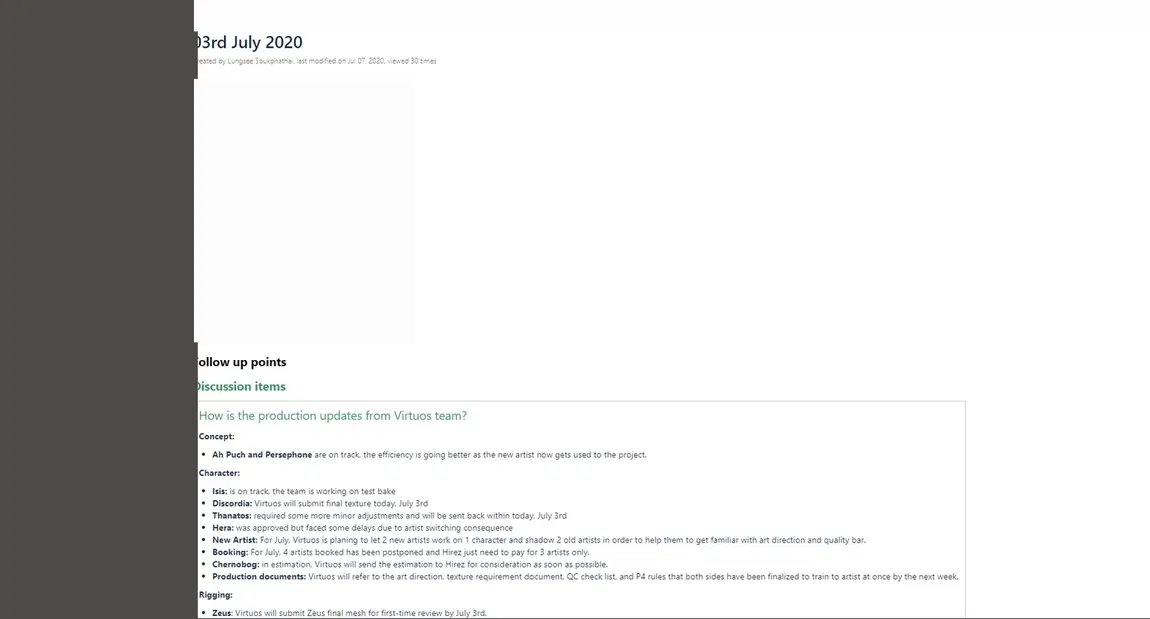 03rd July 2020
reated by Lungsee Soukphathai, last modified on Jul 07, 2020, viewed 30 times
ollow up points
Discussion items
How is the production updates from Virtuos team?
Concept:
• Ah Puch and Persephone are on track, the efficiency is going better as the new artist now gets used to the project.
Character:
• Isis: is on track, the team is working on test bake
• Discordia: Virtuos will submit final texture today, July 3rd
• Thanatos: required some more minor adjustments and will be sent back within today, July 3rd
• Hera: was approved but faced some delays due to artist switching consequence
• New Artist: For July, Virtuos is planing to let 2 new artists work on 1 character and shadow 2 old artists in order to help them to get familiar with art direction and quality bar.
• Booking: For July, 4 artists booked has been postponed and Hirez just need to pay for 3 artists only.
• Chernobog: in estimation, Virtuos will send the estimation to Hirez for consideration as soon as possible.
• Production documents: Virtuos will refer to the art direction, texture requirement document, QC check list, and P4 rules that both sides have been finalized to train to artist at once by the next week.
Rigging:
• Zeus: Virtuos will submit Zeus final mesh for first-time review by July 3rd.